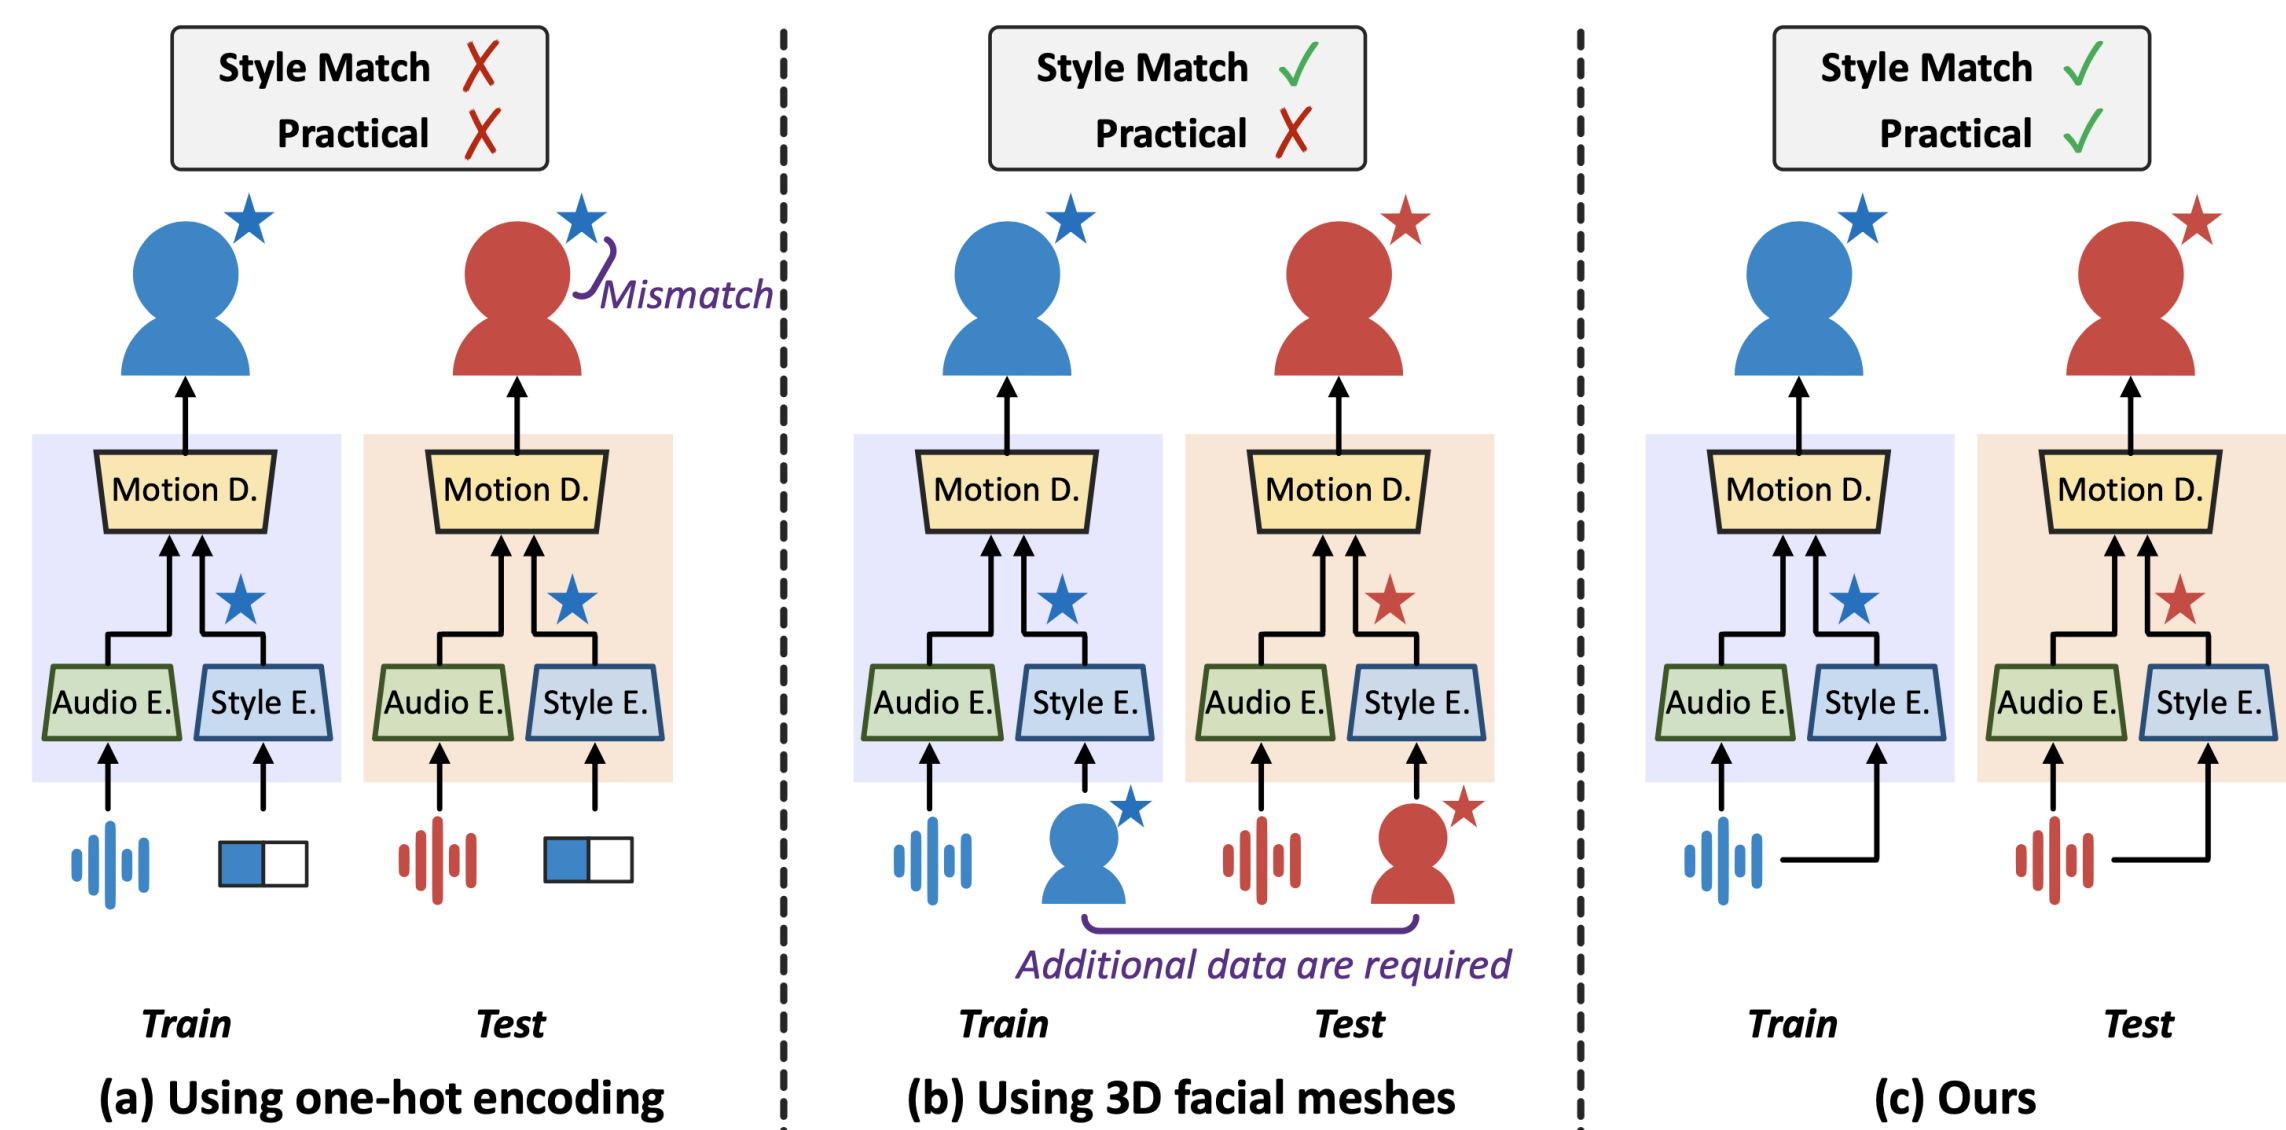 Style Match
Practical
Mismatch
Motion D.
Motion D.
Audio E.
Style E.
Audio E.
Style E.
Train
Test
(a) Using one-hot encoding
Style Match
Practical
Motion D.
Motion D.
Audio E.
Style E.
Audio E.
Style E.
Additional data are required
Train
Test
(b) Using 3D facial meshes
Style Match
Practical
Motion D.
Motion D.
Audio E.
Style E.
Audio E.
Style E.
Train
Test
(c) Ours